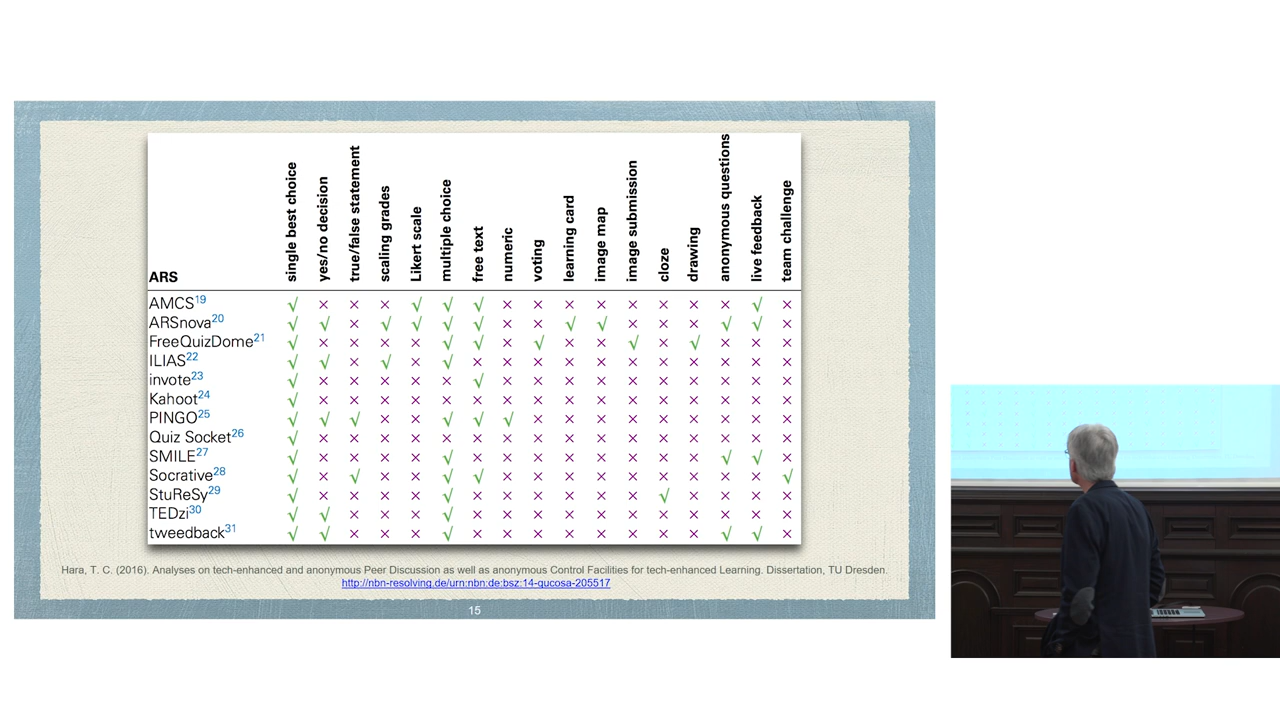 ARS single best choice yes/no decision true/false statement scaling grades Likert scale multiple choice free text numeric voting learning card image map image submission cloze drawing anonymous questions live feedback team challenge
AMCS19 √ × × × √ √ √ × × × × × × × × √ ×
ARSnova20 √ √ × √ √ √ √ × × √ √ × × × √ √ ×
FreeQuizDome21 √ × × × × √ √ × √ × × √ × √ × × ×
ILIAS22 √ √ × √ × √ × × × × × × × × × × ×
invote23 √ × × × × × √ × × × × × × × × × ×
Kahoot24 √ × × × × × × × × × × × × × × × ×
PINGO25 √ √ √ × × √ √ √ × × × × × × × × ×
Quiz Socket26 √ × × × × × × × × × × × × × × × ×
SMILE27 √ × × × × √ × × × × × × × × √ √ ×
Socrative28 √ × √ × × √ √ × × × × × × × × × √
StuReSy29 √ × × × × √ × × × × × × √ × × × ×
TEDzi30 √ √ × × × √ × × × × × × × × × × ×
tweedback31 √ √ × × × √ × × × × × × × × √ √ ×
Hara, T. C. (2016). Analyses on tech-enhanced and anonymous Peer Discussion as well as anonymous Control Facilities for tech-enhanced Learning. Dissertation, TU Dresden.
http://nbn-resolving.de/urn:nbn:de:bsz:14-qucosa-205517
15